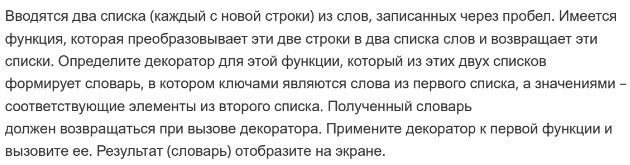 Вводятся два списка (каждый с новой строки) из слов, записанных через пробел. Имеется
функция, которая преобразовывает эти две строки в два списка слов и возвращает эти
списки. Определите декоратор для этой функции, который из этих двух списков
формирует словарь, в котором ключами являются слова из первого списка, а значениями –
соответствующие элементы из второго списка. Полученный словарь
должен возвращаться при вызове декоратора. Примените декоратор к первой функции и
вызовите ее. Результат (словарь) отобразите на экране.